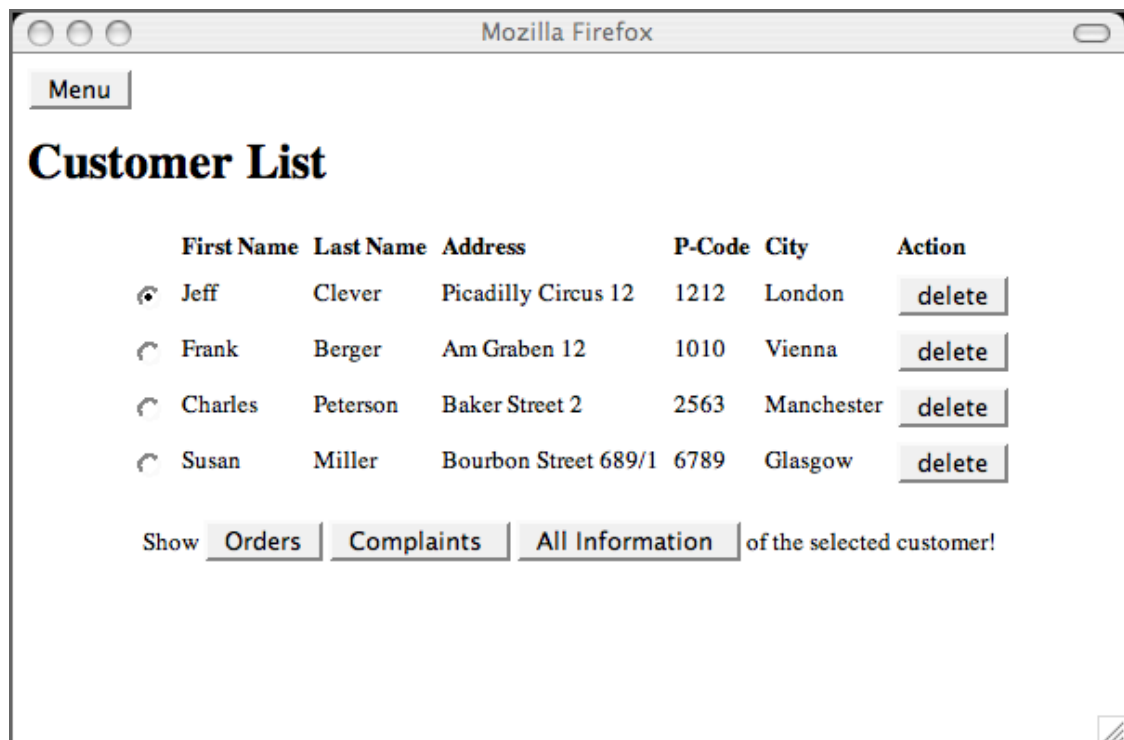 Mozilla Firefox
Menu
Customer List
First Name Last Name Address P-Code City Action
Jeff Clever Picadilly Circus 12 1212 London delete
Frank Berger Am Graben 12 1010 Vienna delete
Charles Peterson Baker Street 2 2563 Manchester delete
Susan Miller Bourbon Street 689/1 6789 Glasgow delete
Show Orders Complaints All Information of the selected customer!